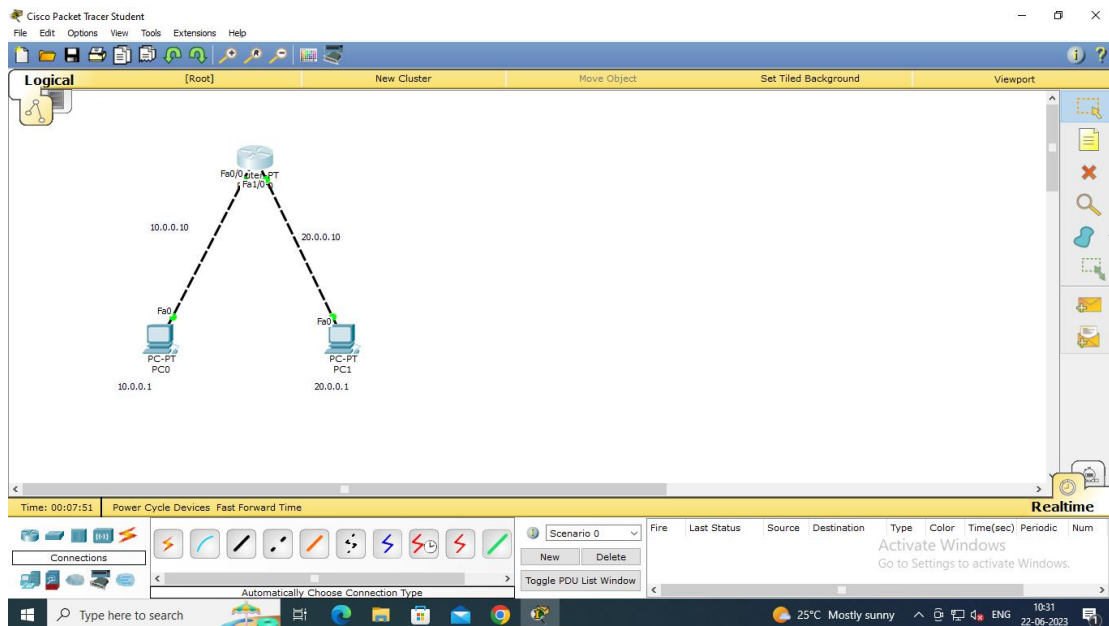 Cisco Packet Tracer Student
File Edit Options View Tools Extensions Help
Logical [Root] New Cluster Move Object Set Tiled Background Viewport
Fa0/0
Fa1/0
10.0.0.10
20.0.0.10
Fa0
Fa0
PC-PT
PC0
PC-PT
PC1
10.0.0.1
20.0.0.1
Time: 00:07:51 Power Cycle Devices Fast Forward Time Realtime
Scenario 0 Fire Last Status Source Destination Type Color Time(sec) Periodic Num
Connections
New Delete
Activate Windows
Go to Settings to activate Windows.
Toggle PDU List Window
Automatically Choose Connection Type
Type here to search 25°C Mostly sunny ENG 10:31
22-06-2023